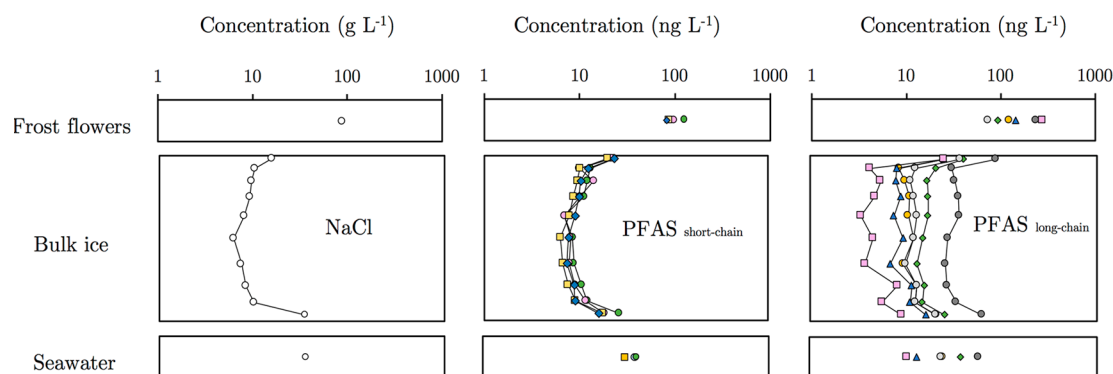 Concentration (g L-1)
Concentration (ng L-1)
Concentration (ng L-1)
1 10 100 1000
1 10 100 1000
1 10 100 1000
Frost flowers
Bulk ice
NaCl
PFAS short-chain
PFAS long-chain
Seawater